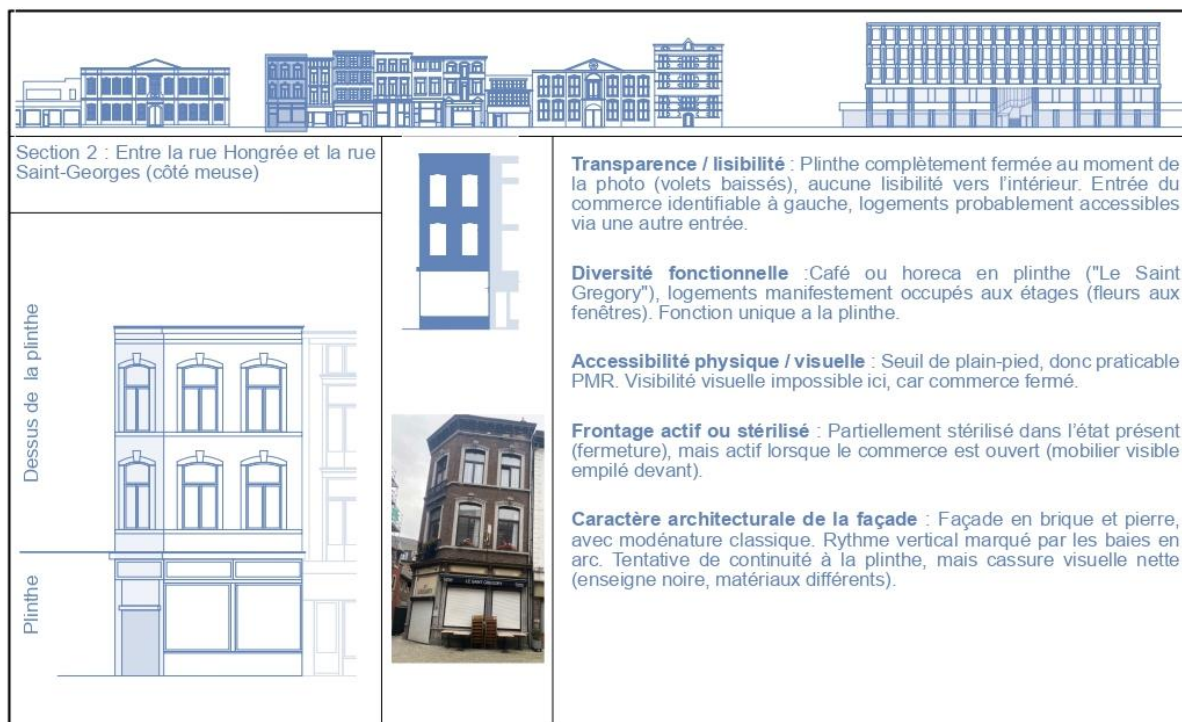 Section 2 : Entre la rue Hongrée et la rue
Saint-Georges (côté meuse)
Dessus de la plinthe
Plinthe
LE SAINT GREGORY
Transparence / lisibilité : Plinthe complètement fermée au moment de
la photo (volets baissés), aucune lisibilité vers l'intérieur. Entrée du
commerce identifiable à gauche, logements probablement accessibles
via une autre entrée.
Diversité fonctionnelle :Café ou horeca en plinthe ("Le Saint
Gregory"), logements manifestement occupés aux étages (fleurs aux
fenêtres). Fonction unique a la plinthe.
Accessibilité physique / visuelle : Seuil de plain-pied, donc praticable
PMR. Visibilité visuelle impossible ici, car commerce fermé.
Frontage actif ou stérilisé : Partiellement stérilisé dans l'état présent
(fermeture), mais actif lorsque le commerce est ouvert (mobilier visible
empilé devant).
Caractère architecturale de la façade : Façade en brique et pierre,
avec modénature classique. Rythme vertical marqué par les baies en
arc. Tentative de continuité à la plinthe, mais cassure visuelle nette
(enseigne noire, matériaux différents).